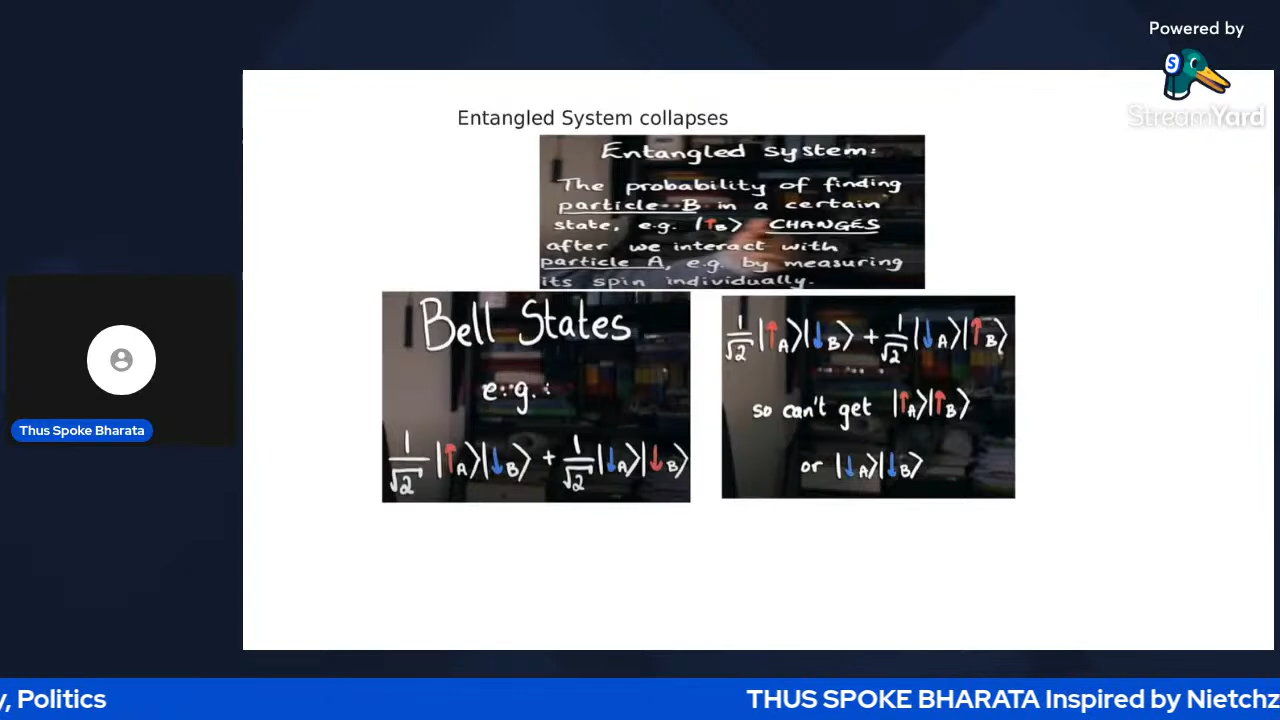 Powered by
S
StreamYard
Entangled System collapses
Entangled system:
The probability of finding
particle B in a certain
state, e.g. |↑B⟩ CHANGES
after we interact with
particle A, e.g. by measuring
its spin individually.
Bell States
e.g.:
1/√2 |↑A⟩|↓B⟩ + 1/√2 |↓A⟩|↓B⟩
1/√2 |↑A⟩|↓B⟩ + 1/√2 |↓A⟩|↑B⟩
so can't get |↑A⟩|↑B⟩
or |↓A⟩|↓B⟩
Thus Spoke Bharata
y, Politics
THUS SPOKE BHARATA Inspired by Nietchz